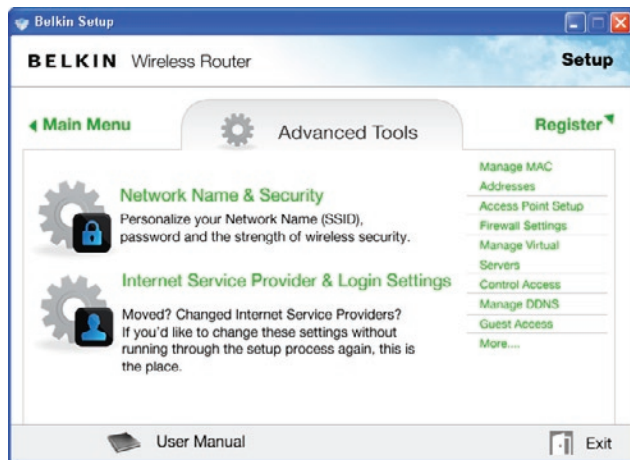 Belkin Setup
BELKIN Wireless Router
Setup
Main Menu
Advanced Tools
Register
Network Name & Security
Personalize your Network Name (SSID),
password and the strength of wireless security.
Internet Service Provider & Login Settings
Moved? Changed Internet Service Providers?
If you'd like to change these settings without
running through the setup process again, this is
the place.
Manage MAC
Addresses
Access Point Setup
Firewall Settings
Manage Virtual
Servers
Control Access
Manage DDNS
Guest Access
More....
User Manual
Exit